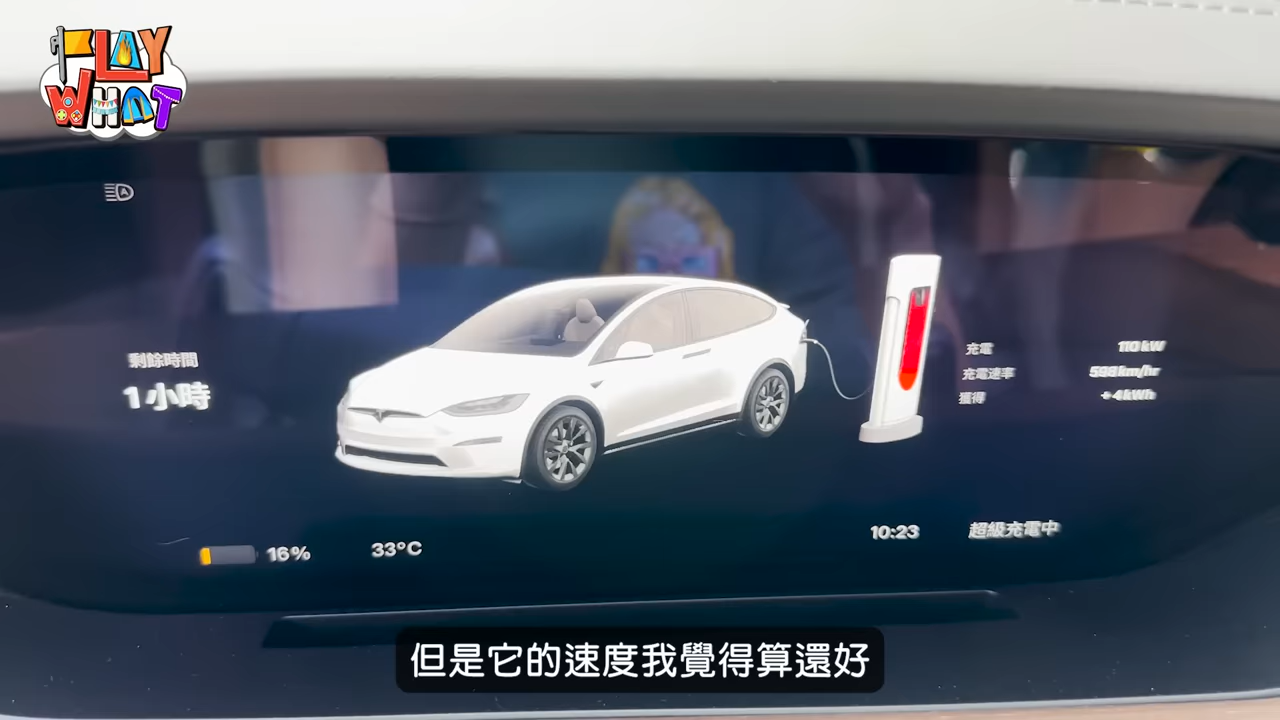 PLAY
WHAT
剩餘時間
1 小時
充電 110 kW
充電速率 598 km/hr
獲得 +4 kWh
16% 33°C 10:23 超級充電中
但是它的速度我覺得算還好